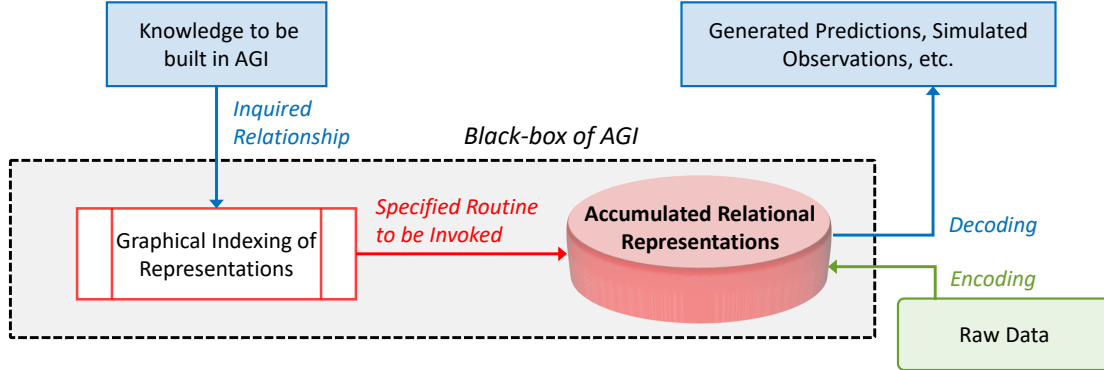 Knowledge to be
built in AGI
Generated Predictions, Simulated
Observations, etc.
Inquired
Relationship
Black-box of AGI
Graphical Indexing of
Representations
Specified Routine
to be Invoked
Accumulated Relational
Representations
Decoding
Encoding
Raw Data